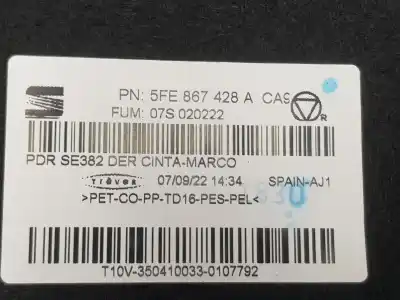 PN: 5FE 867 428 A CA9
R
FUM: 07S 020222
PDR SE382 DER CINTA-MARCO
Trèves 07/09/22 14:34 SPAIN-AJ1
>PET-CO-PP-TD16-PES-PEL<
T10V-350410033-0107792